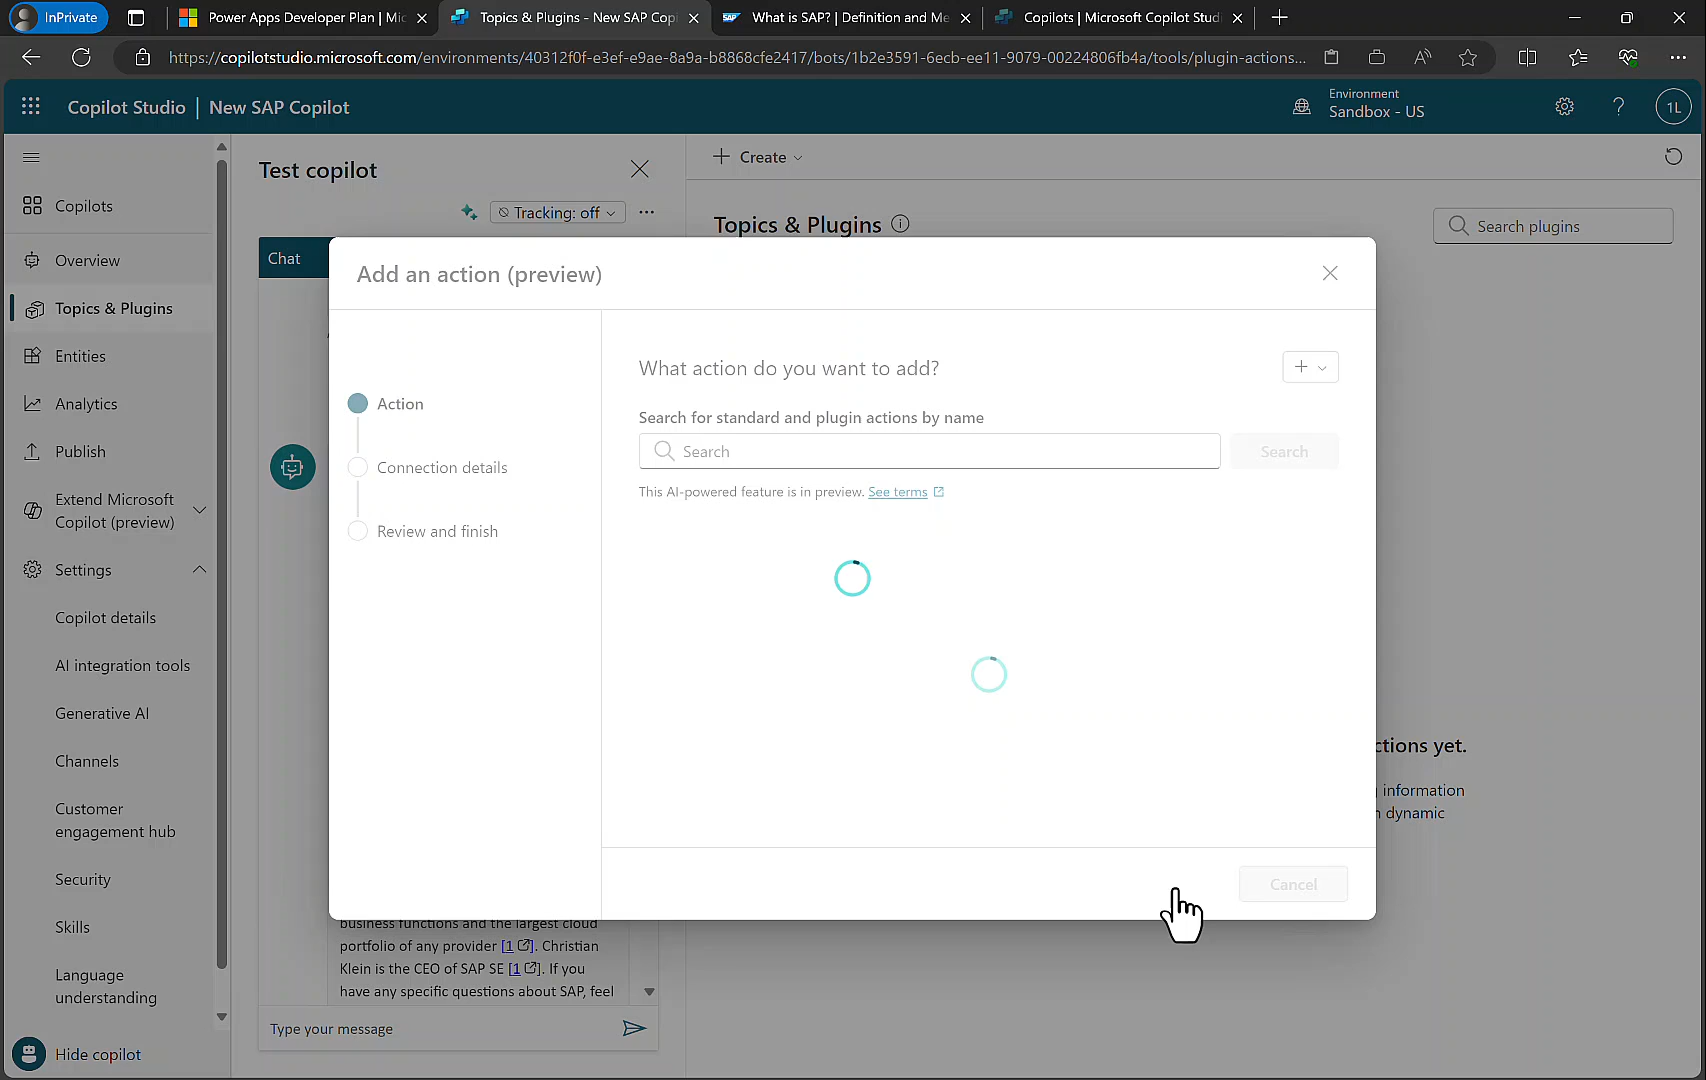 InPrivate
Power Apps Developer Plan | Mic
Topics & Plugins - New SAP Copi
What is SAP? | Definition and Me
Copilots | Microsoft Copilot Stud
https://copilotstudio.microsoft.com/environments/40312f0f-e3ef-e9ae-8a9a-b8868cfe2417/bots/1b2e3591-6ecb-ee11-9079-00224806fb4a/tools/plugin-actions...
Copilot Studio | New SAP Copilot
Environment
Sandbox - US
?
1L
Copilots
Overview
Topics & Plugins
Entities
Analytics
Publish
Extend Microsoft
Copilot (preview)
Settings
Copilot details
AI integration tools
Generative AI
Channels
Customer
engagement hub
Security
Skills
Language
understanding
Hide copilot
Test copilot
Tracking: off
Chat
business functions and the largest cloud
portfolio of any provider [1]. Christian
Klein is the CEO of SAP SE [1]. If you
have any specific questions about SAP, feel
Type your message
Create
Topics & Plugins
Search plugins
ctions yet.
information
dynamic
Add an action (preview)
Action
Connection details
Review and finish
What action do you want to add?
Search for standard and plugin actions by name
Search
Search
This AI-powered feature is in preview. See terms
Cancel